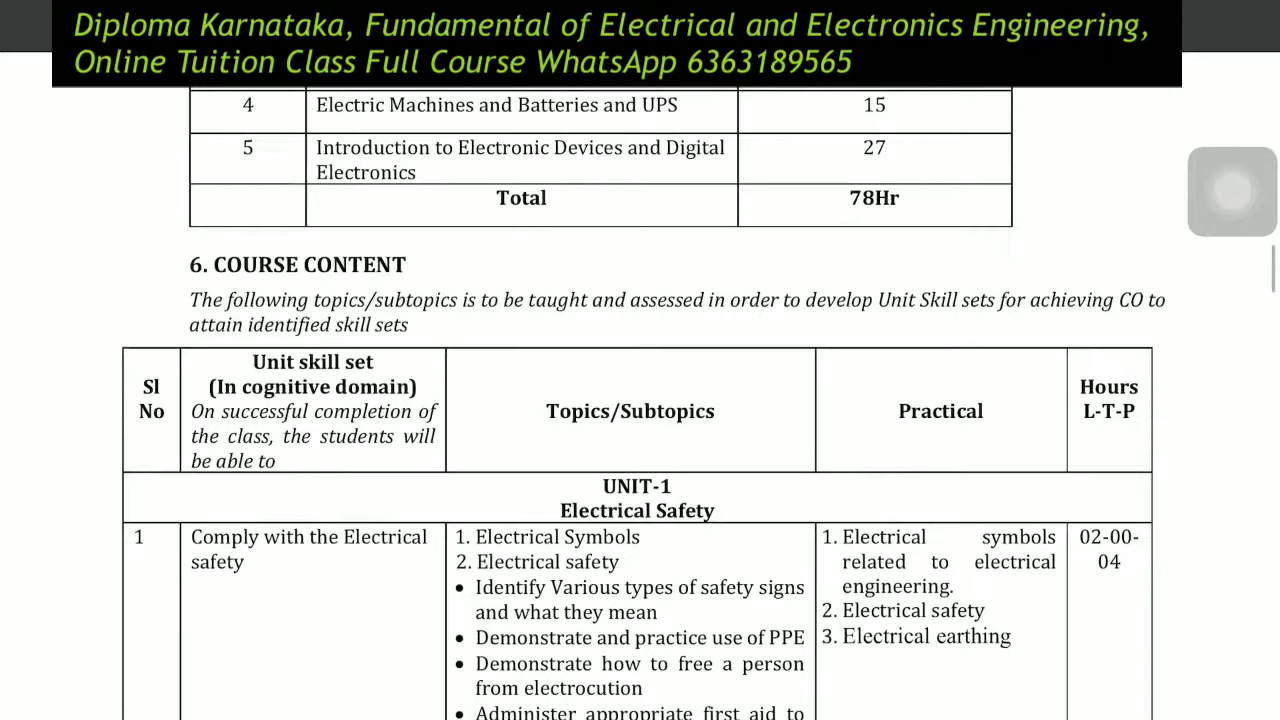 Diploma Karnataka, Fundamental of Electrical and Electronics Engineering,
Online Tuition Class Full Course WhatsApp 6363189565
4 Electric Machines and Batteries and UPS 15
5 Introduction to Electronic Devices and Digital 27
Electronics
Total 78Hr
6. COURSE CONTENT
The following topics/subtopics is to be taught and assessed in order to develop Unit Skill sets for achieving CO to
attain identified skill sets
Sl
No
Unit skill set
(In cognitive domain)
On successful completion of
the class, the students will
be able to
Topics/Subtopics
Practical
Hours
L-T-P
UNIT-1
Electrical Safety
1
Comply with the Electrical
safety
1. Electrical Symbols
2. Electrical safety
• Identify Various types of safety signs
and what they mean
• Demonstrate and practice use of PPE
• Demonstrate how to free a person
from electrocution
• Administer appropriate first aid to
1. Electrical symbols
related to electrical
engineering.
2. Electrical safety
3. Electrical earthing
02-00-
04